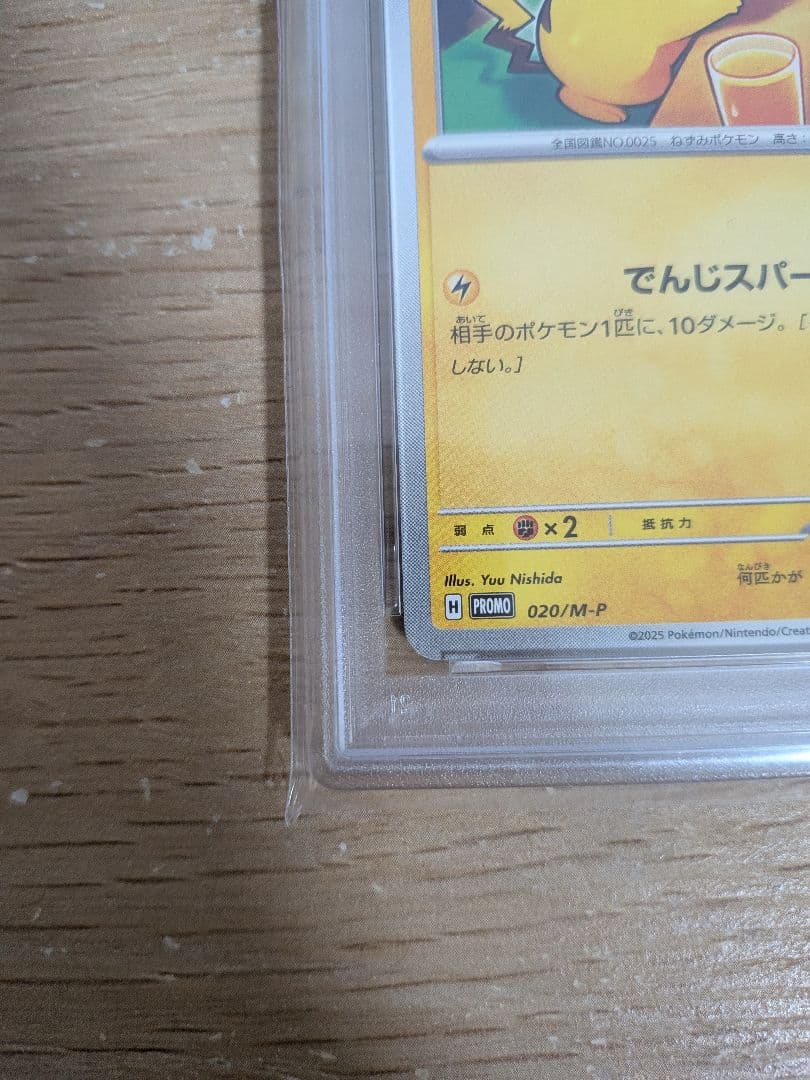 全国図鑑NO.0025 ねずみポケモン 高さ:
でんじスパー
あいて びき
相手のポケモン1匹に、10ダメージ。[
しない。]
弱点 ×2 抵抗力
Illus. Yuu Nishida
なんびき
何匹かが
H PROMO 020/M-P
©2025 Pokémon/Nintendo/Creat